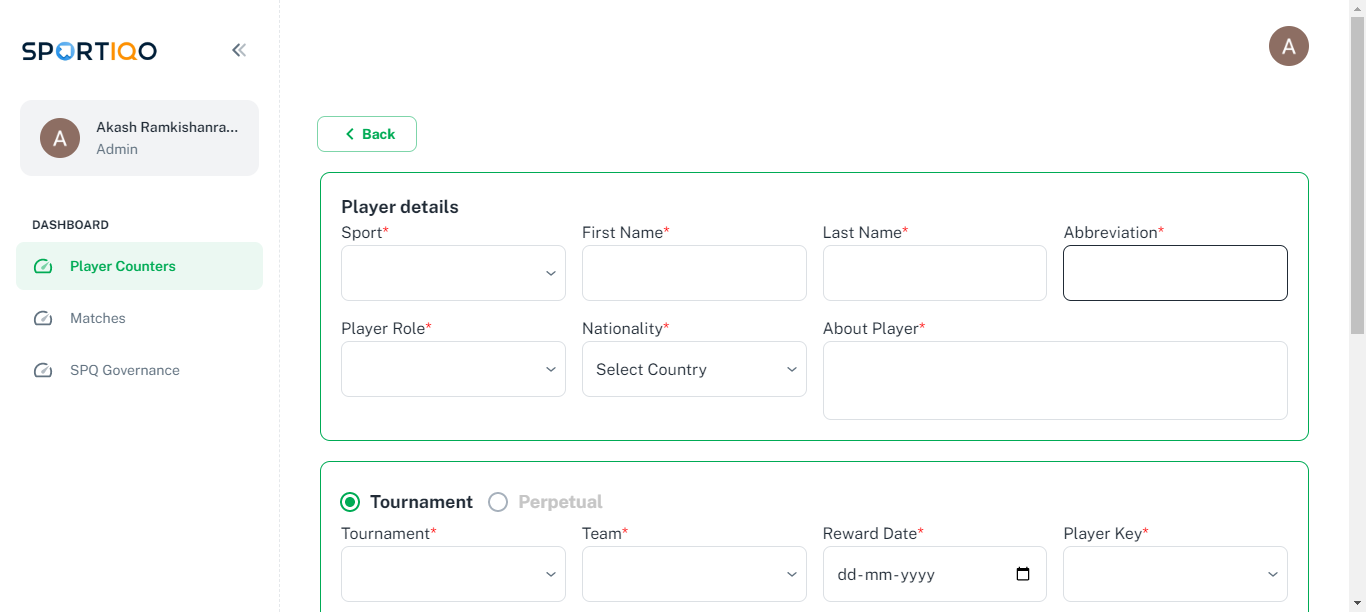 SPORTIQO
A
Akash Ramkishanra...
Admin
A
DASHBOARD
Player Counters
Matches
SPQ Governance
Back
Player details
Sport* First Name* Last Name* Abbreviation*
Player Role* Nationality* About Player*
Select Country
Tournament Perpetual
Tournament* Team* Reward Date* Player Key*
dd-mm-yyyy